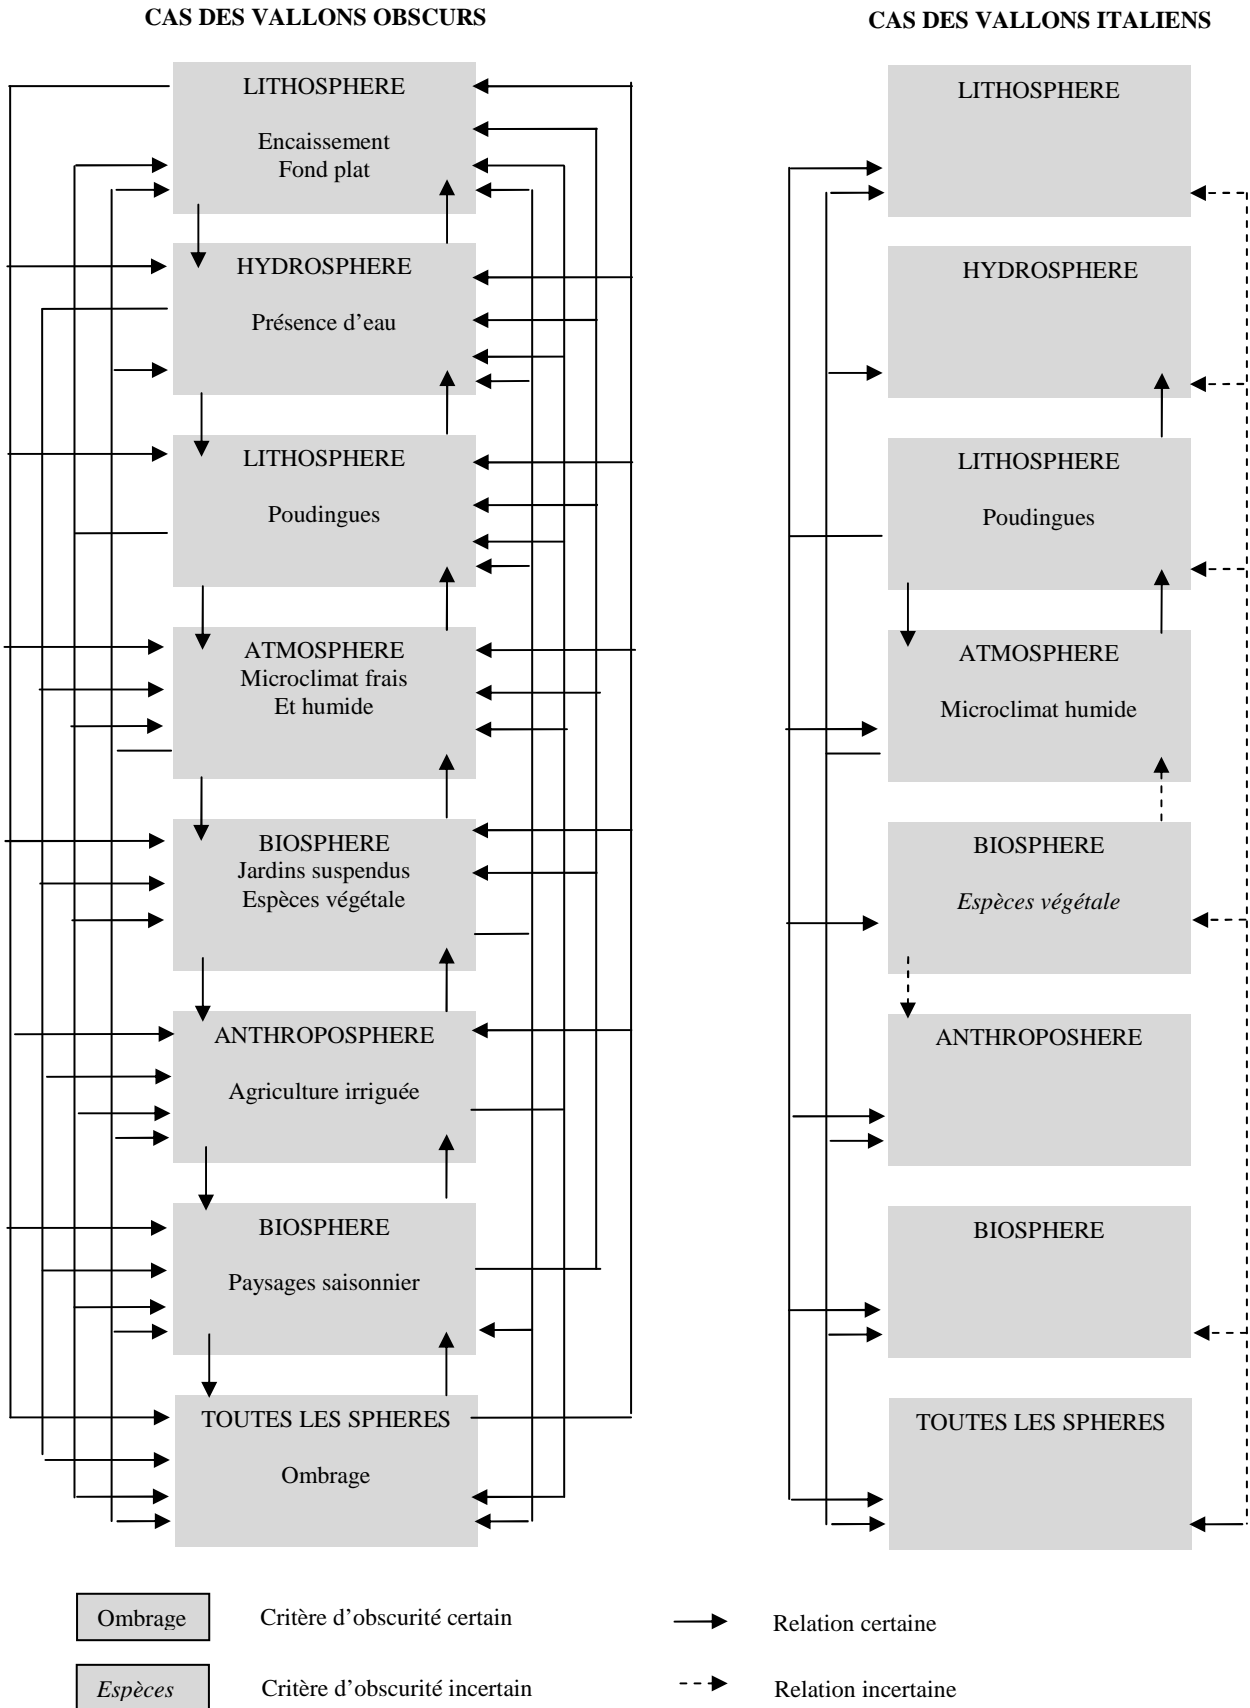 CAS DES VALLONS OBSCURS
LITHOSPHERE
Encaissement
Fond plat
HYDROSPHERE
Présence d'eau
LITHOSPHERE
Poudingues
ATMOSPHERE
Microclimat frais
Et humide
BIOSPHERE
Jardins suspendus
Espèces végétale
ANTHROPOSPHERE
Agriculture irriguée
BIOSPHERE
Paysages saisonnier
TOUTES LES SPHERES
Ombrage
CAS DES VALLONS ITALIENS
LITHOSPHERE
HYDROSPHERE
LITHOSPHERE
Poudingues
ATMOSPHERE
Microclimat humide
BIOSPHERE
Espèces végétale
ANTHROPOSHERE
BIOSPHERE
TOUTES LES SPHERES
Ombrage
Critère d'obscurité certain
Relation certaine
Espèces
Critère d'obscurité incertain
Relation incertaine